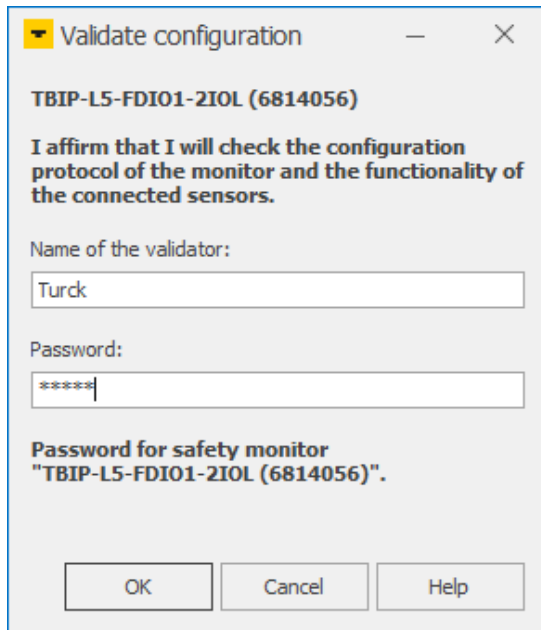 Validate configuration
TBIP-L5-FDIO1-2IOL (6814056)
I affirm that I will check the configuration
protocol of the monitor and the functionality of
the connected sensors.
Name of the validator:
Turck
Password:
*****
Password for safety monitor
"TBIP-L5-FDIO1-2IOL (6814056)".
OK Cancel Help